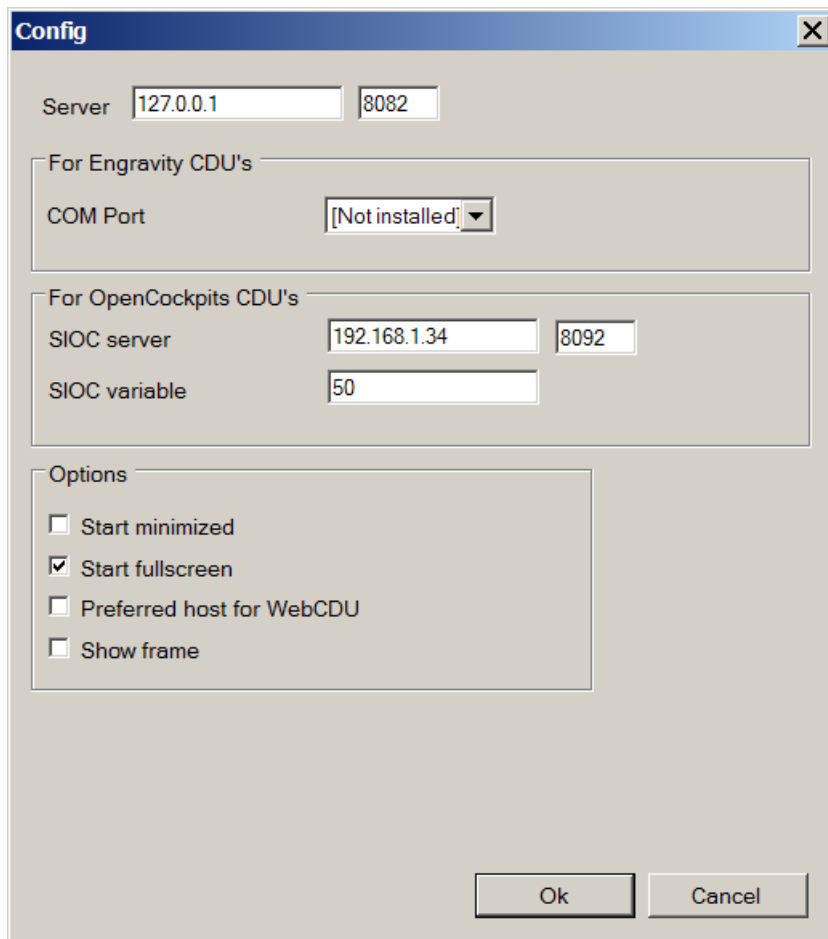 Config
Server 127.0.0.1 8082
For Engravity CDU's
COM Port [Not installed]
For OpenCockpits CDU's
SIOC server 192.168.1.34 8092
SIOC variable 50
Options
Start minimized
Start fullscreen
Preferred host for WebCDU
Show frame
Ok Cancel